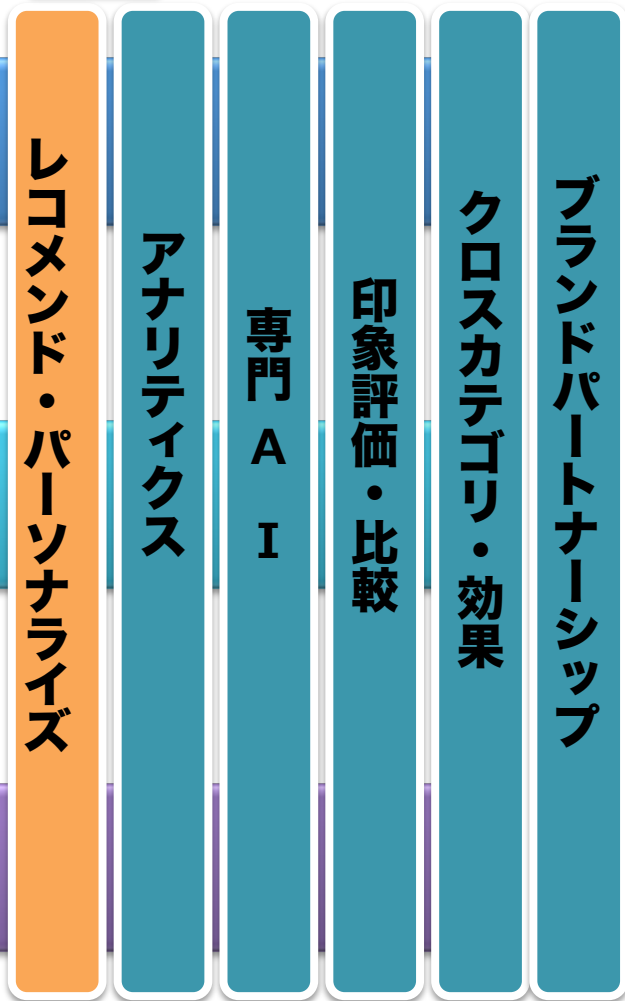 レコメンド・パーソナライズ
アナリティクス
専門AI
印象評価・比較
クロスカテゴリ・効果
ブランドパートナーシップ